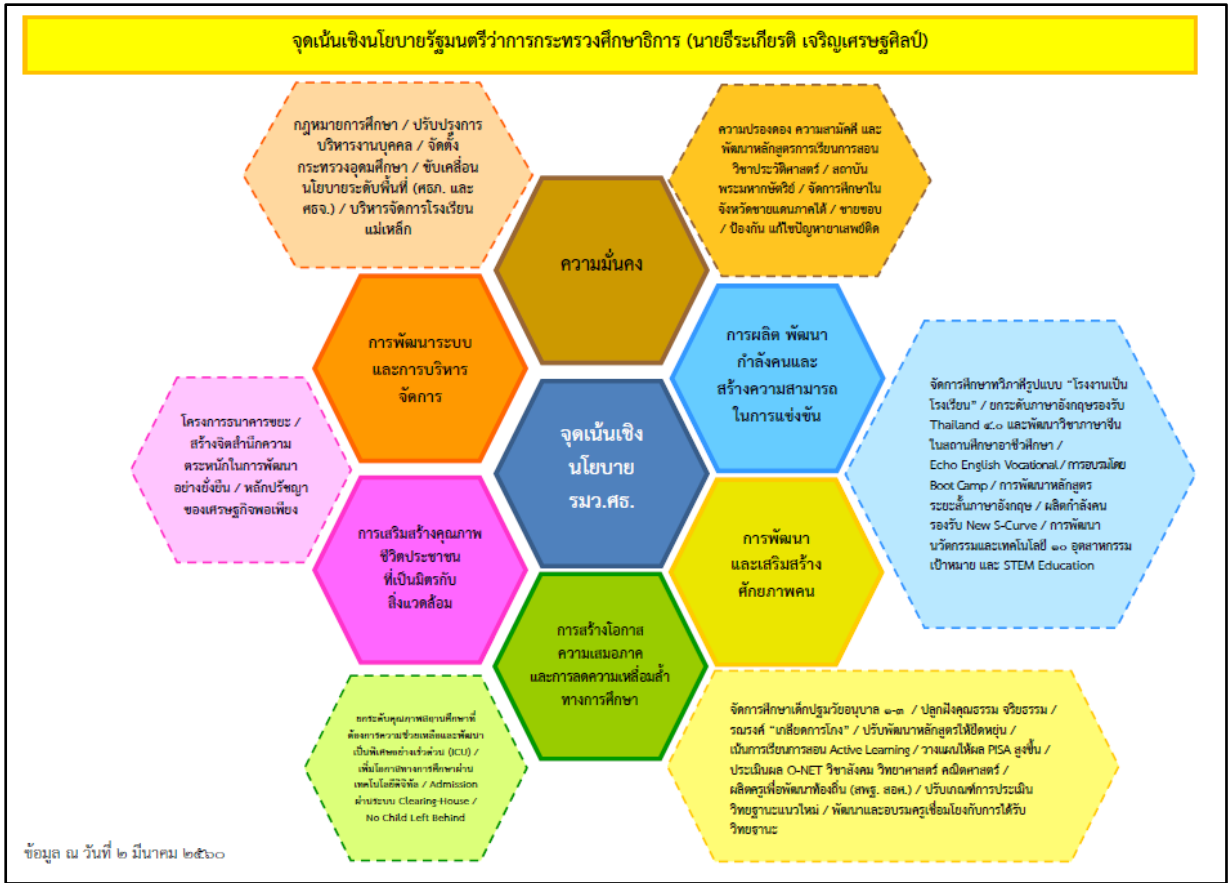 จุดเน้นเชิงนโยบายรัฐมนตรีว่าการกระทรวงศึกษาธิการ (นายธีระเกียรติ เจริญเศรษฐศิลป์)
กฎหมายการศึกษา / ปรับปรุงการ
บริหารงานบุคคล / จัดตั้ง
กระทรวงอุดมศึกษา / ขับเคลื่อน
นโยบายระดับพื้นที่ (ศธภ. และ
ศธจ.) / บริหารจัดการโรงเรียน
แม่เหล็ก
ความปรองดอง ความสามัคคี และ
พัฒนาหลักสูตรการเรียนการสอน
วิชาประวัติศาสตร์ / สถาบัน
พระมหากษัตริย์ / จัดการศึกษาใน
จังหวัดชายแดนภาคใต้ / ชายขอบ
/ ป้องกัน แก้ไขปัญหายาเสพย์ติด
ความมั่นคง
การพัฒนาระบบ
และการบริหาร
จัดการ
การผลิต พัฒนา
กำลังคนและ
สร้างความสามารถ
ในการแข่งขัน
จุดเน้นเชิง
นโยบาย
รมว.ศธ.
โครงการธนาคารขยะ /
สร้างจิตสำนึกความ
ตระหนักในการพัฒนา
อย่างยั่งยืน / หลักปรัชญา
ของเศรษฐกิจพอเพียง
จัดการศึกษาทวิภาคีรูปแบบ “โรงงานเป็น
โรงเรียน” / ยกระดับภาษาอังกฤษรองรับ
Thailand ๔.๐ และพัฒนาวิชาภาษาจีน
ในสถานศึกษาอาชีวศึกษา /
Echo English Vocational / การอบรมโดย
Boot Camp / การพัฒนาหลักสูตร
ระยะสั้นภาษาอังกฤษ / ผลิตกำลังคน
รองรับ New S-Curve / การพัฒนา
นวัตกรรมและเทคโนโลยี ๑๐ อุตสาหกรรม
เป้าหมาย และ STEM Education
การเสริมสร้างคุณภาพ
ชีวิตประชาชน
ที่เป็นมิตรกับ
สิ่งแวดล้อม
การพัฒนา
และเสริมสร้าง
ศักยภาพคน
การสร้างโอกาส
ความเสมอภาค
และการลดความเหลื่อมล้ำ
ทางการศึกษา
ยกระดับคุณภาพสถานศึกษาที่
ต้องการความช่วยเหลือและพัฒนา
เป็นพิเศษอย่างเร่งด่วน (ICU) /
เพิ่มโอกาสทางการศึกษาผ่าน
เทคโนโลยีดิจิทัล / Admission
ผ่านระบบ Clearing-House /
No Child Left Behind
จัดการศึกษาเด็กปฐมวัยอนุบาล ๑-๓ / ปลูกฝังคุณธรรม จริยธรรม /
รณรงค์ “เกลียดการโกง” / ปรับพัฒนาหลักสูตรให้ยืดหยุ่น /
เน้นการเรียนการสอน Active Learning / วางแผนให้ผล PISA สูงขึ้น /
ประเมินผล O-NET วิชาสังคม วิทยาศาสตร์ คณิตศาสตร์ /
ผลิตครูเพื่อพัฒนาท้องถิ่น (สพฐ. สอศ.) / ปรับเกณฑ์การประเมิน
วิทยฐานะแนวใหม่ / พัฒนาและอบรมครูเชื่อมโยงกับการได้รับ
วิทยฐานะ
ข้อมูล ณ วันที่ ๒ มีนาคม ๒๕๖๐